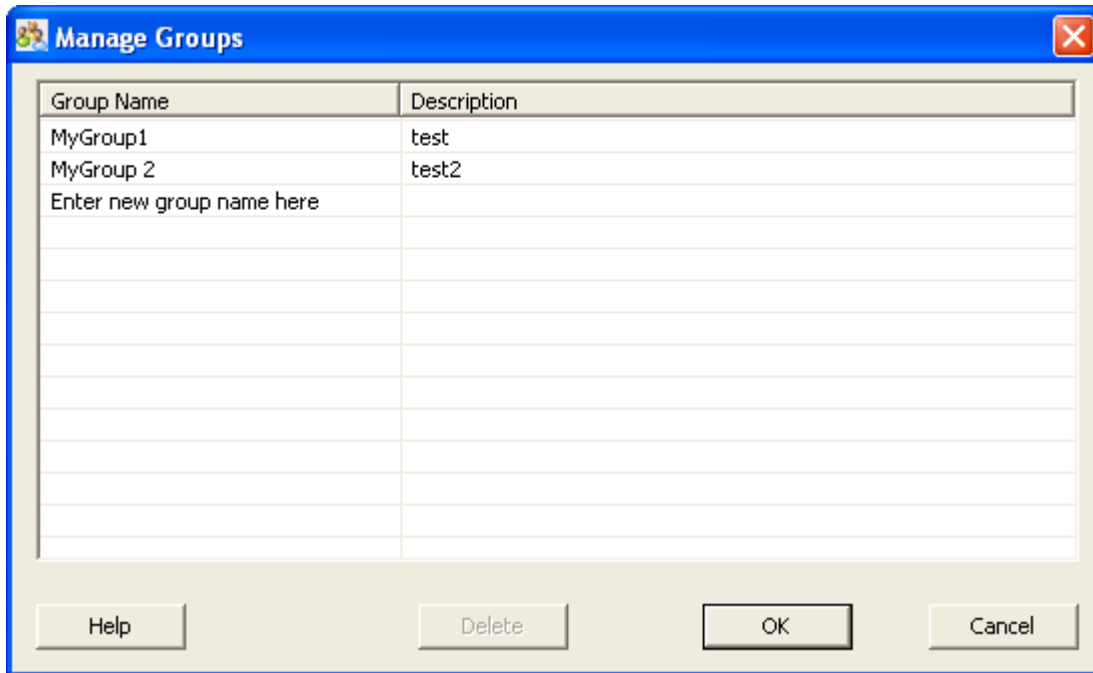 Manage Groups
Group Name Description
MyGroup1 test
MyGroup 2 test2
Enter new group name here
Help Delete OK Cancel